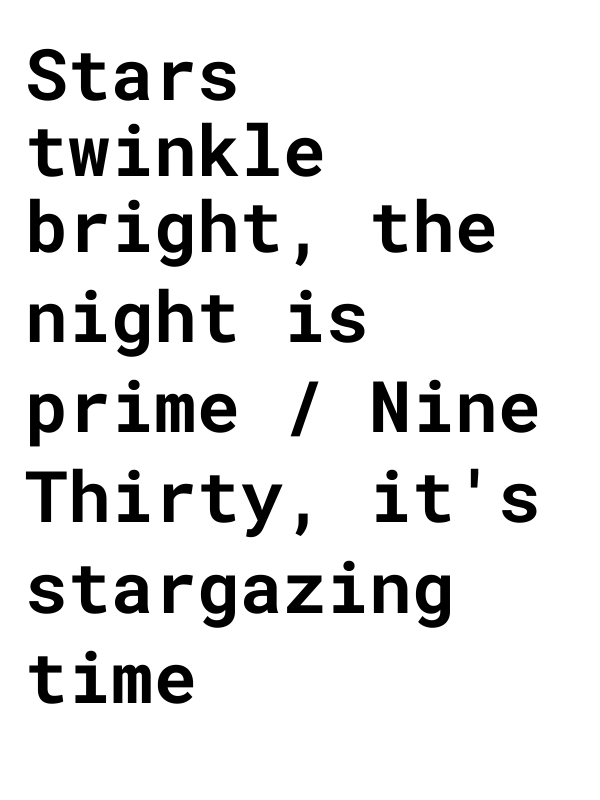 Stars
twinkle
bright, the
night is
prime / Nine
Thirty, it's
stargazing
time